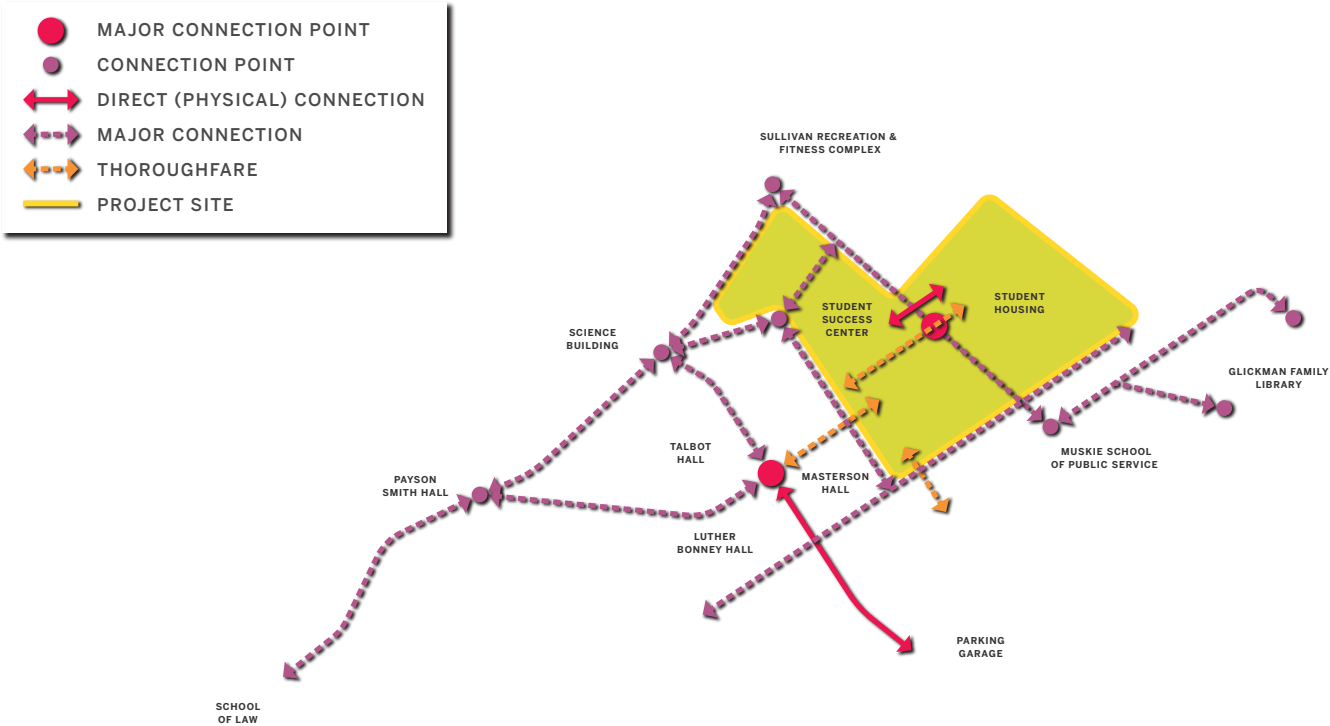 MAJOR CONNECTION POINT
CONNECTION POINT
DIRECT (PHYSICAL) CONNECTION
MAJOR CONNECTION
THOROUGHFARE
PROJECT SITE
SULLIVAN RECREATION &
FITNESS COMPLEX
STUDENT
HOUSING
STUDENT
SUCCESS
CENTER
SCIENCE
BUILDING
GLICKMAN FAMILY
LIBRARY
TALBOT
HALL
MUSKIE SCHOOL
OF PUBLIC SERVICE
MASTERSON
HALL
PAYSON
SMITH HALL
LUTHER
BONNEY HALL
PARKING
GARAGE
SCHOOL
OF LAW